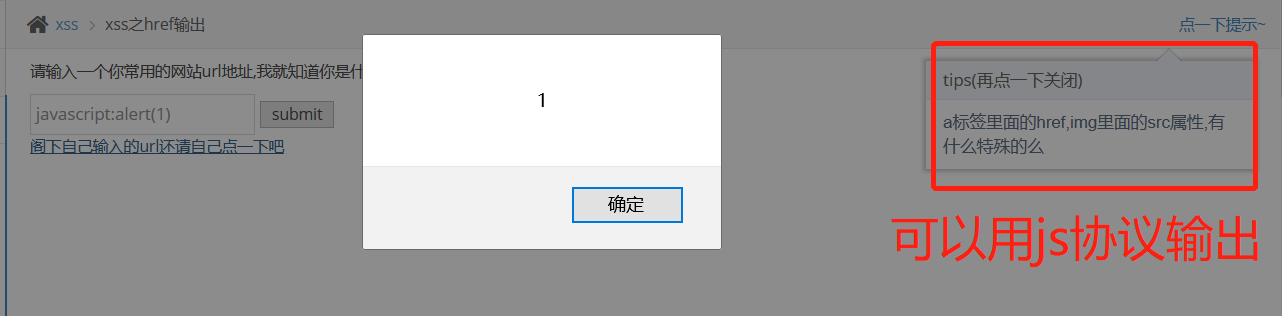 xss > xss之href输出
点一下提示~
请输入一个你常用的网站url地址,我就知道你是什
javascript:alert(1)
submit
阁下自己输入的url还请自己点一下吧
1
确定
tips(再点一下关闭)
a标签里面的href,img里面的src属性,有
什么特殊的么
可以用js协议输出